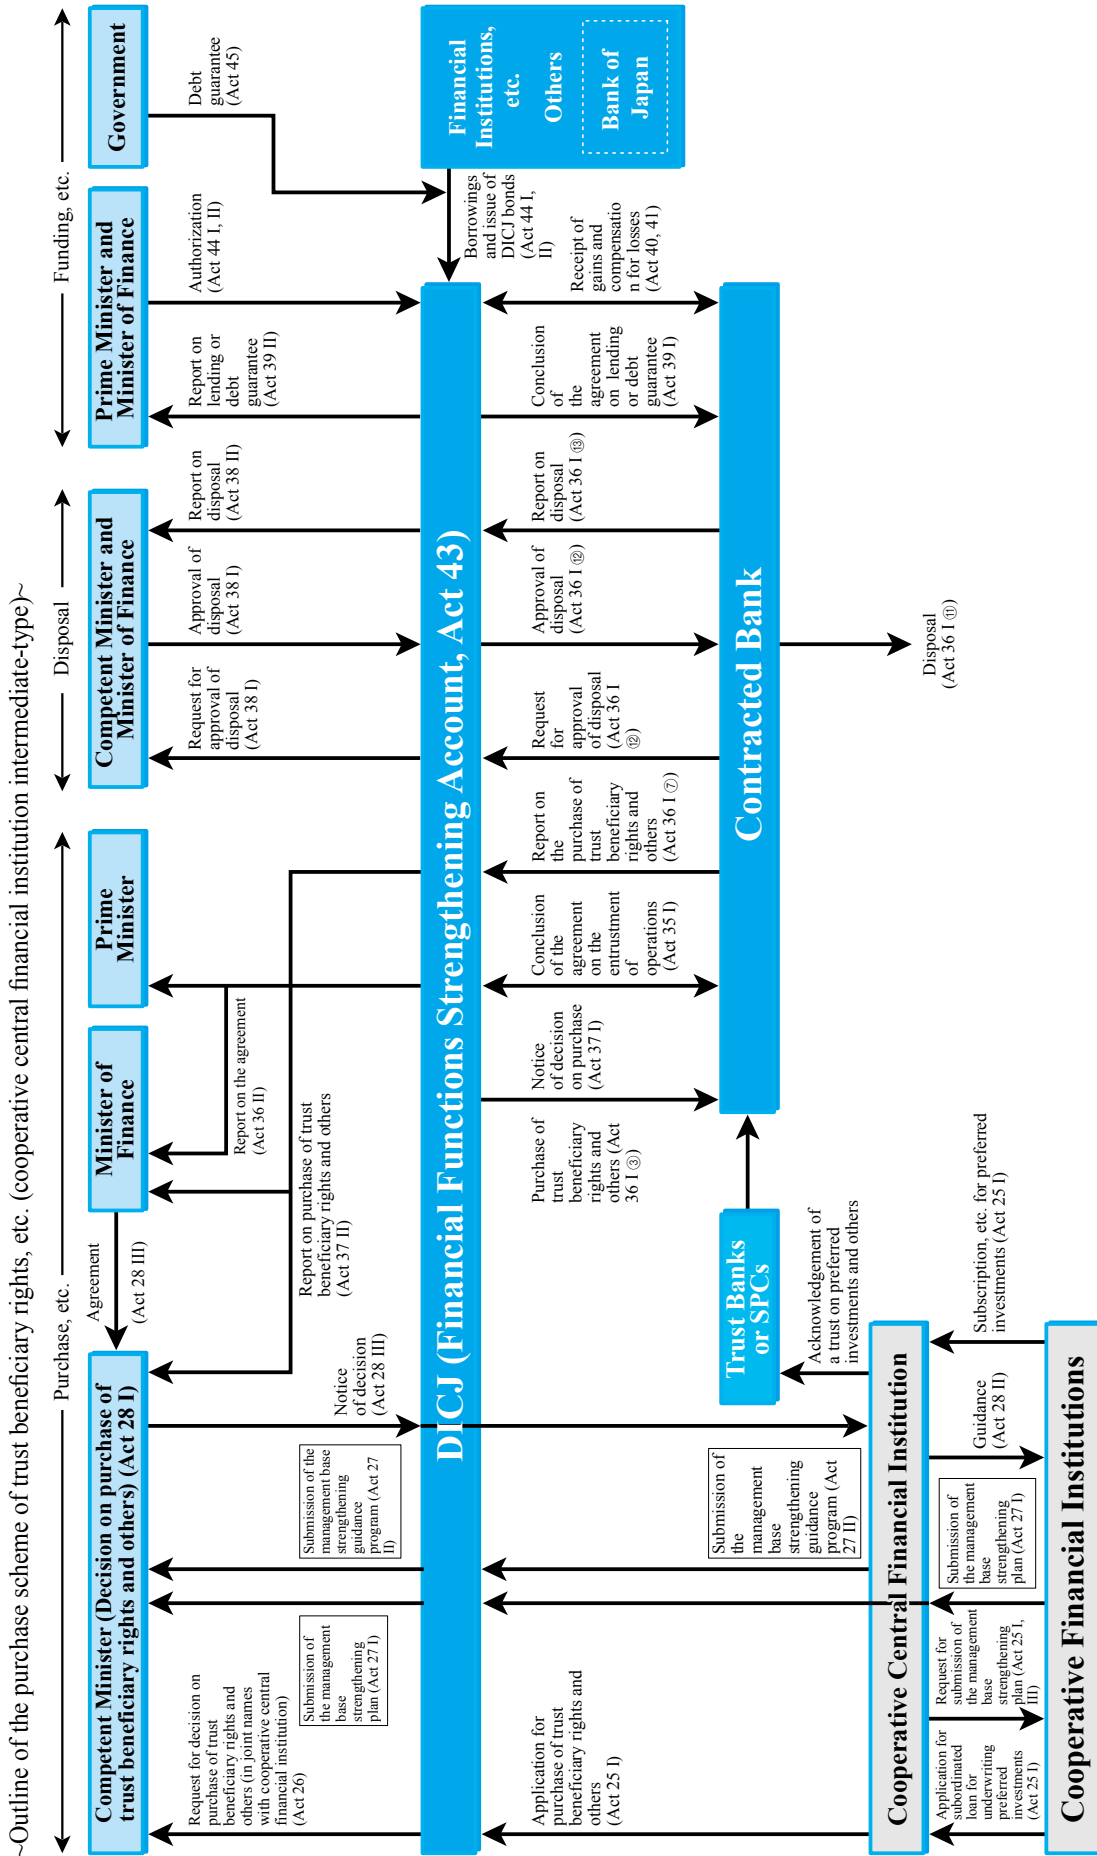 ~Outline of the purchase scheme of trust beneficiary rights, etc. (cooperative central financial institution intermediate-type)~
Purchase, etc.
Disposal
Funding, etc.
Competent Minister (Decision on purchase of
trust beneficiary rights and others) (Act 28 I)
Agreement
(Act 28 III)
Minister of
Finance
Prime
Minister
Competent Minister and
Minister of Finance
Prime Minister and
Minister of Finance
Government
Request for decision on
purchase of trust
beneficiary rights and
others (in joint names
with cooperative central
financial institution)
(Act 26)
Submission of
the management
base
strengthening
plan (Act 27 I)
Submission of the
management base
strengthening
guidance
program (Act 27
II)
Notice
of decision
(Act 28 III)
Report on purchase of trust
beneficiary rights and others
(Act 37 II)
Report on the agreement
(Act 36 II)
Request for
approval of
disposal
(Act 38 I)
Approval of
disposal
(Act 38 I)
Report on
disposal
(Act 38 II)
Report on
lending or
debt
guarantee
(Act 39 II)
Authorization
(Act 44 I, II)
Debt
guarantee
(Act 45)
DICJ (Financial Functions Strengthening Account, Act 43)
Borrowings
and issue of
DICJ bonds
(Act 44 I,
II)
Financial
Institutions,
etc.
Others
Bank of
Japan
Application for
purchase of trust
beneficiary rights and
others
(Act 25 I)
Submission of
the
management
base
strengthening
guidance
program (Act
27 II)
Purchase of
trust
beneficiary
rights and
others (Act
36 I ③)
Notice
of decision
on purchase
(Act 37 I)
Conclusion
of the
agreement
on the
entrustment
of
operations
(Act 35 I)
Report on
the
purchase of
trust
beneficiary
rights and
others
(Act 36 I ⑦)
Request
for
approval
of disposal
(Act 36 I
⑫)
Approval of
disposal
(Act 36 I ⑫)
Report on
disposal
(Act 36 I ⑬)
Conclusion
of
the
agreement
on lending
or debt
guarantee
(Act 39 I)
Receipt of
gains and
compensatio
n for losses
(Act 40, 41)
Trust Banks
or SPCs
Contracted Bank
Acknowledgement of
a trust on preferred
investments and others
Disposal
(Act 36 I ⑪)
Cooperative Central Financial Institution
Application for
subordinated
loan for
underwriting
preferred
investments
(Act 25 I)
Request for
submission of
the management
base
strengthening
plan (Act 25 I,
III)
Submission of
the management
base
strengthening
plan (Act 27 I)
Guidance
(Act 28 II)
Subscription, etc. for preferred
investments (Act 25 I)
Cooperative Financial Institutions